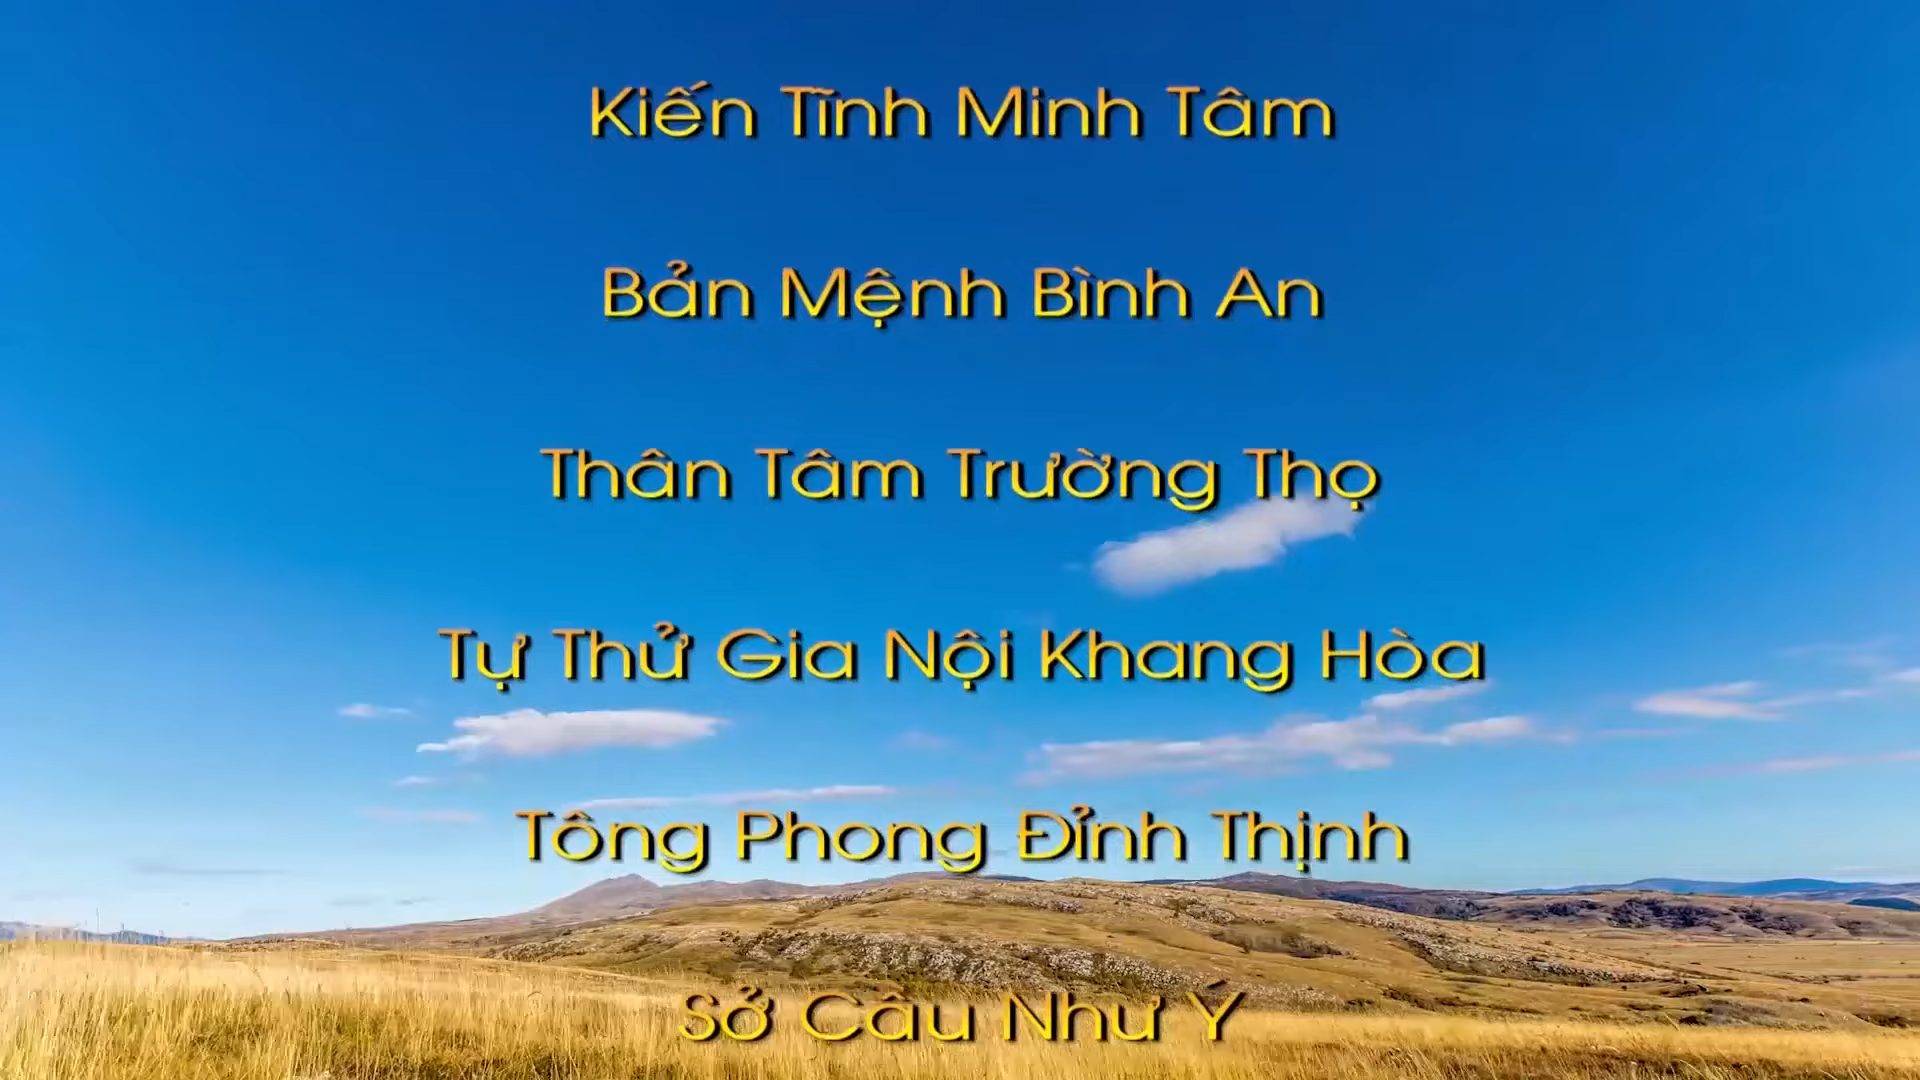 Kiến Tĩnh Minh Tâm
Bản Mệnh Bình An
Thân Tâm Trường Thọ
Tự Thử Gia Nội Khang Hòa
Tông Phong Đỉnh Thịnh
Sở Câu Như Ý